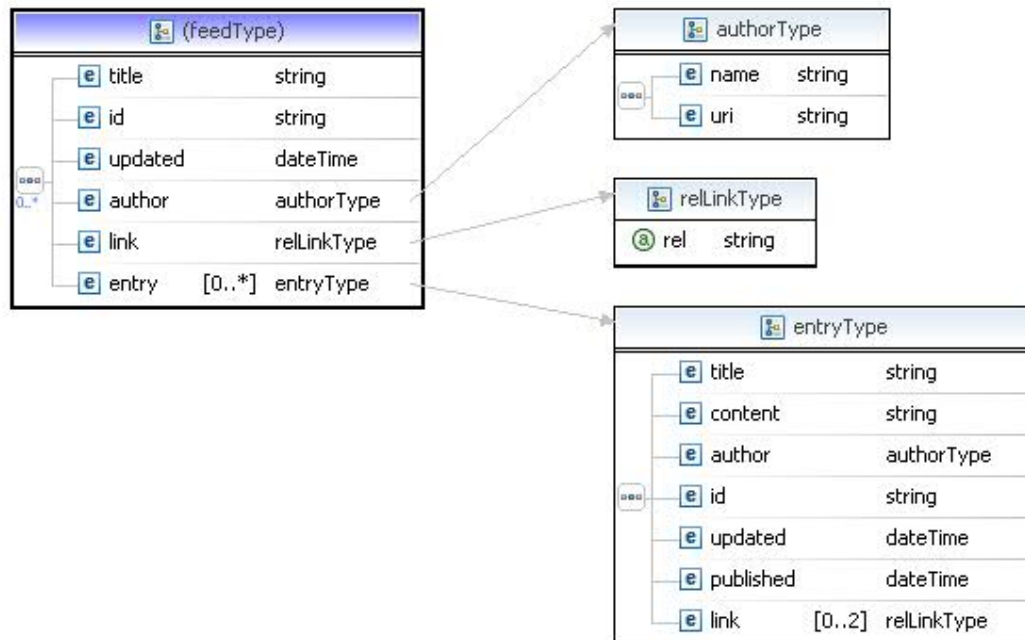 (feedType)
e title string
e id string
e updated dateTime
0..*
e author authorType
e link relLinkType
e entry [0..*] entryType
authorType
e name string
e uri string
relLinkType
a rel string
entryType
e title string
e content string
e author authorType
e id string
e updated dateTime
e published dateTime
e link [0..2] relLinkType